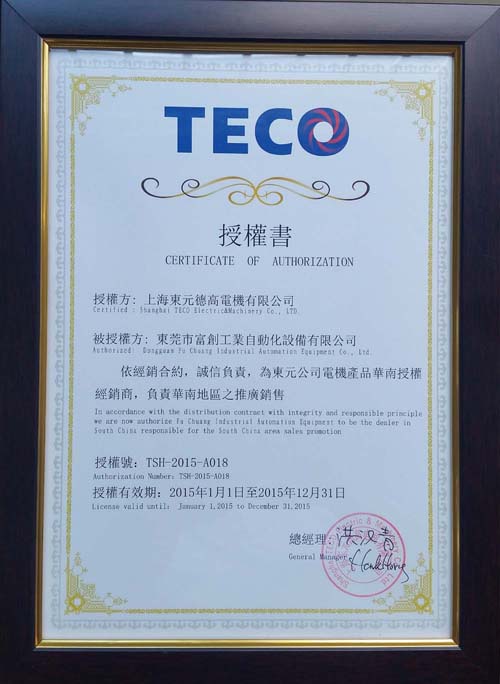 TECO
授權書
CERTIFICATE OF AUTHORIZATION
授權方: 上海東元德高電機有限公司
Certified : Shanghai TECO Electric&Machinery Co., LTD.
被授權方: 東莞市富創工業自動化設備有限公司
Authorized: Dongguan Fu Chuang Industrial Automation Equipment Co., Ltd.
依經銷合約，誠信負責，為東元公司電機產品華南授權
經銷商，負責華南地區之推廣銷售
In accordance with the distribution contract with integrity and responsible principle
we are now authorize Fu Chuang Industrial Automation Equipment to be the dealer in
South China responsible for the South China area sales promotion
授權號: TSH-2015-A018
Authorization Number: TSH-2015-A018
授權有效期: 2015年1月1日至2015年12月31日
License valid until: January 1,2015 to December 31,2015
總經理: 洪汉青
General Manager